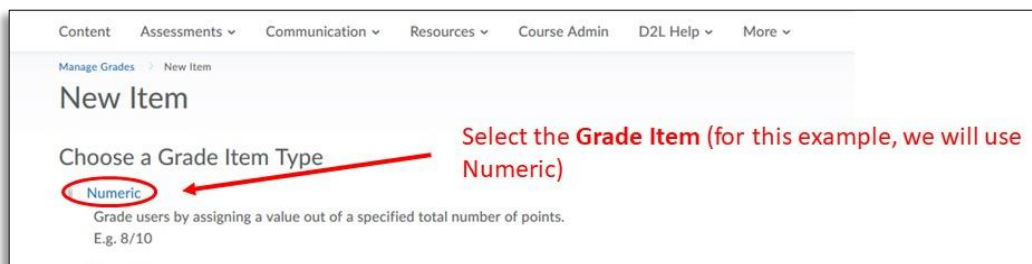 Content Assessments Communication Resources Course Admin D2L Help More
Manage Grades New Item
New Item
Select the Grade Item (for this example, we will use
Numeric)
Choose a Grade Item Type
Numeric
Grade users by assigning a value out of a specified total number of points.
E.g. 8/10